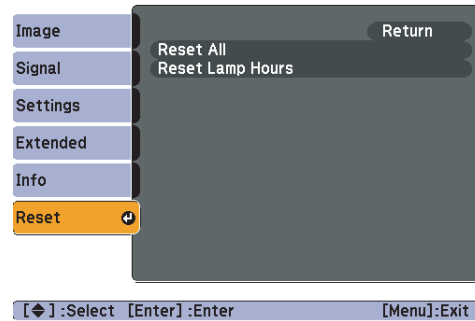 Image
Signal
Settings
Extended
Info
Reset
Return
Reset All
Reset Lamp Hours
[◆] :Select [Enter] :Enter [Menu]:Exit